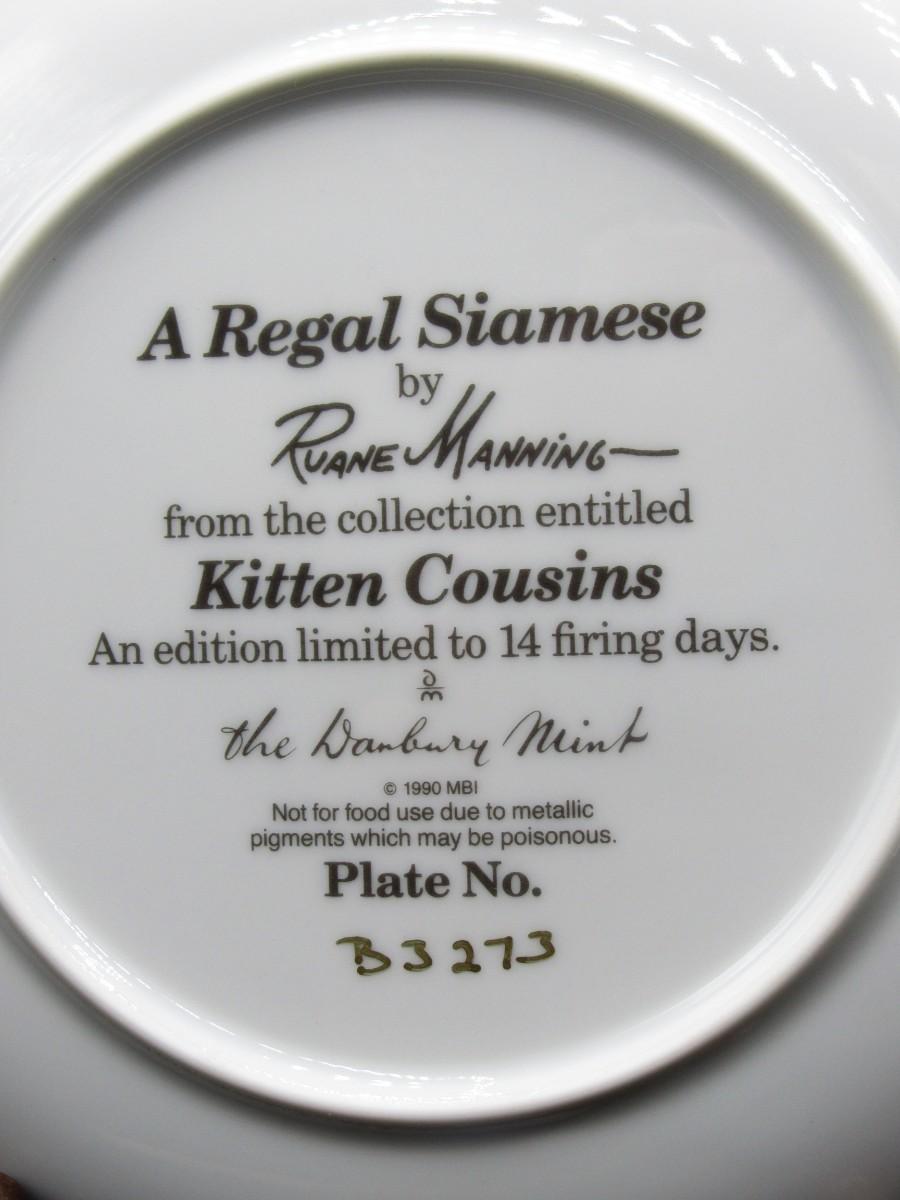 A Regal Siamese
by
Ruane Manning
from the collection entitled
Kitten Cousins
An edition limited to 14 firing days.
dm
the Danbury Mint
© 1990 MBI
Not for food use due to metallic
pigments which may be poisonous.
Plate No.
B3273